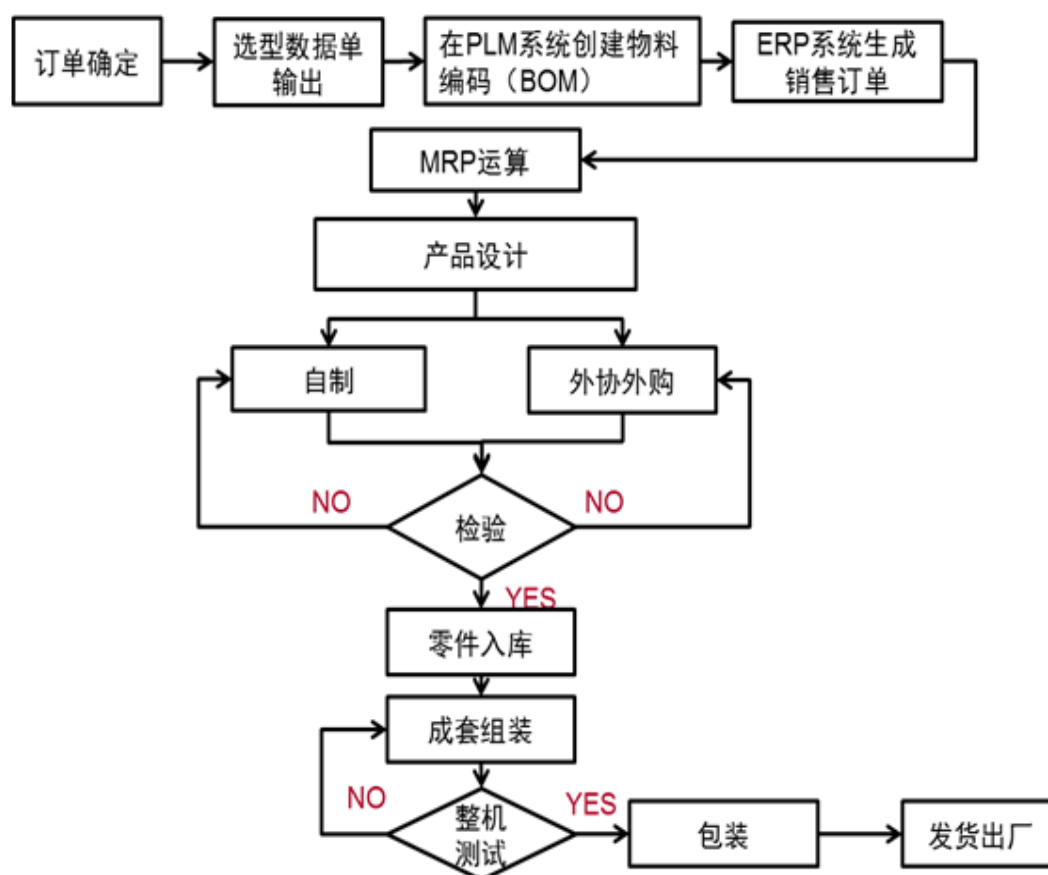 订单确定
选型数据单
输出
在PLM系统创建物料
编码（BOM）
ERP系统生成
销售订单
MRP运算
产品设计
自制
外协外购
NO
NO
检验
YES
零件入库
成套组装
NO
YES
整机
测试
包装
发货出厂